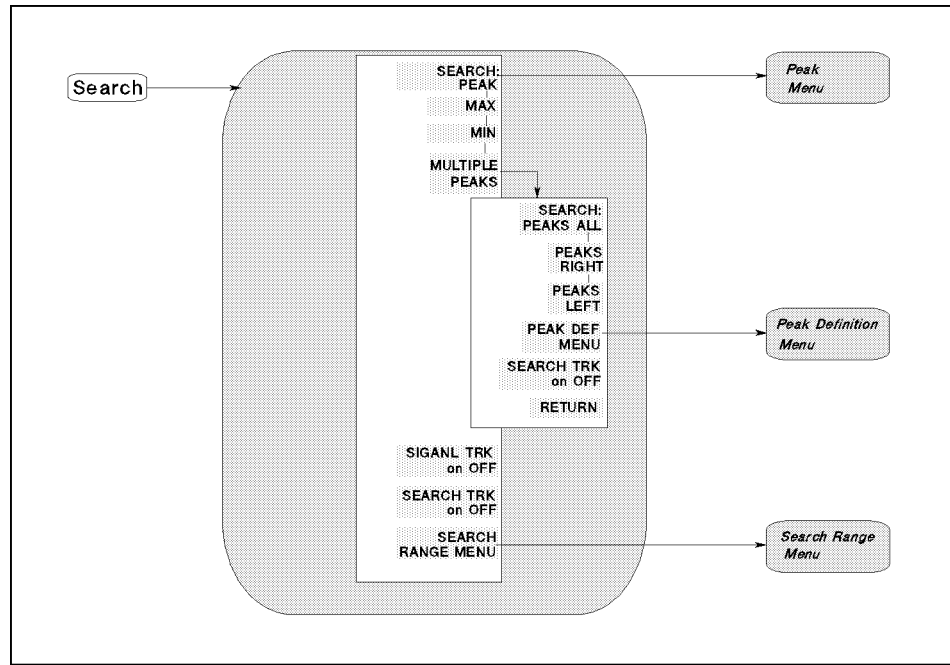 Search
SEARCH:
PEAK
MAX
MIN
MULTIPLE
PEAKS
SEARCH:
PEAKS ALL
PEAKS
RIGHT
PEAKS
LEFT
PEAK DEF
MENU
SEARCH TRK
on OFF
RETURN
SIGANL TRK
on OFF
SEARCH TRK
on OFF
SEARCH
RANGE MENU
Peak
Menu
Peak Definition
Menu
Search Range
Menu